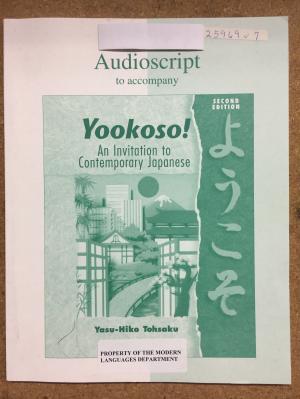 25969 v 7
Audioscript
to accompany
SECOND
EDITION
Yookoso!
An Invitation to
Contemporary Japanese
ようこそ
Yasu-Hiko Tohsaku
PROPERTY OF THE MODERN
LANGUAGES DEPARTMENT